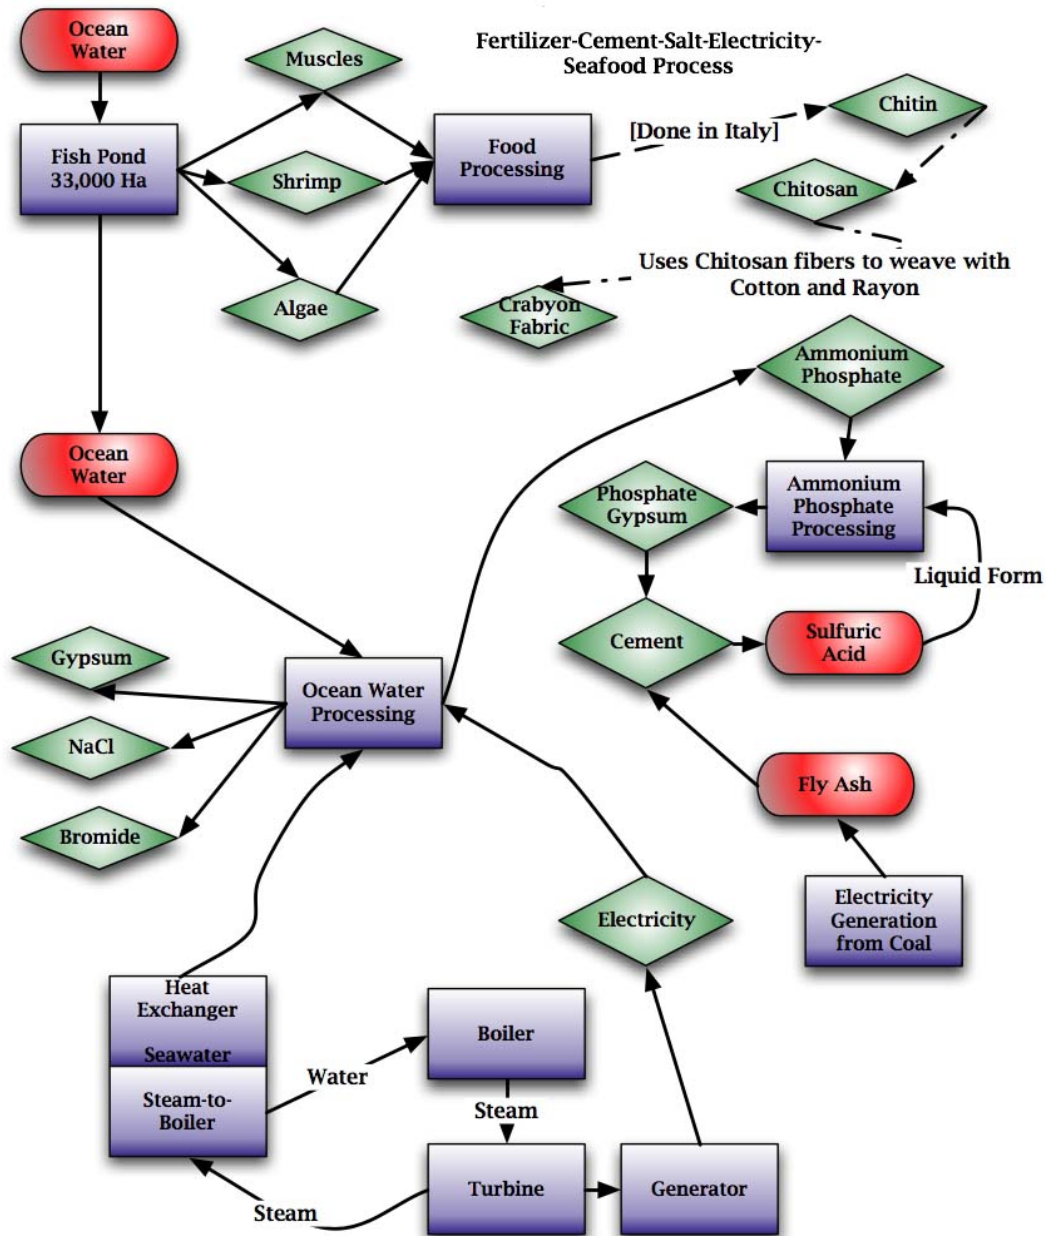 Ocean
Water
Muscles
Fertilizer-Cement-Salt-Electricity-
Seafood Process
Chitin
[Done in Italy]
Fish Pond
33,000 Ha
Food
Processing
Shrimp
Chitosan
Uses Chitosan fibers to weave with
Cotton and Rayon
Algae
Crabyon
Fabric
Ammonium
Phosphate
Ocean
Water
Phosphate
Gypsum
Ammonium
Phosphate
Processing
Liquid Form
Cement
Sulfuric
Acid
Gypsum
Ocean Water
Processing
NaCl
Fly Ash
Bromide
Electricity
Electricity
Generation
from Coal
Heat
Exchanger
Seawater
Boiler
Water
Steam-to-
Boiler
Steam
Turbine
Generator
Steam